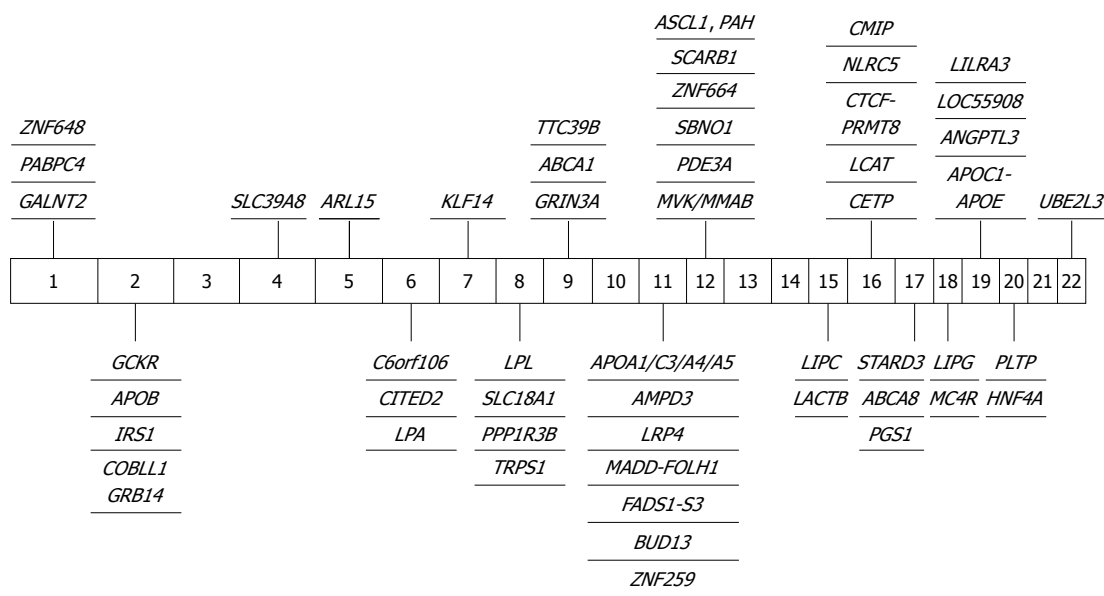 ZNF648
PABPC4
GALNT2
SLC39A8
ARL15
KLF14
TTC39B
ABCA1
GRIN3A
ASCL1, PAH
SCARB1
ZNF664
SBNO1
PDE3A
MVK/MMAB
CMIP
NLRC5
CTCF-
PRMT8
LCAT
CETP
LILRA3
LOC55908
ANGPTL3
APOC1-
APOE
UBE2L3
1 2 3 4 5 6 7 8 9 10 11 12 13 14 15 16 17 18 19 20 21 22
GCKR
APOB
IRS1
COBLL1
GRB14
C6orf106
CITED2
LPA
LPL
SLC18A1
PPP1R3B
TRPS1
APOA1/C3/A4/A5
AMPD3
LRP4
MADD-FOLH1
FADS1-S3
BUD13
ZNF259
LIPC
LACTB
STARD3
ABCA8
PGS1
LIPG
MC4R
PLTP
HNF4A